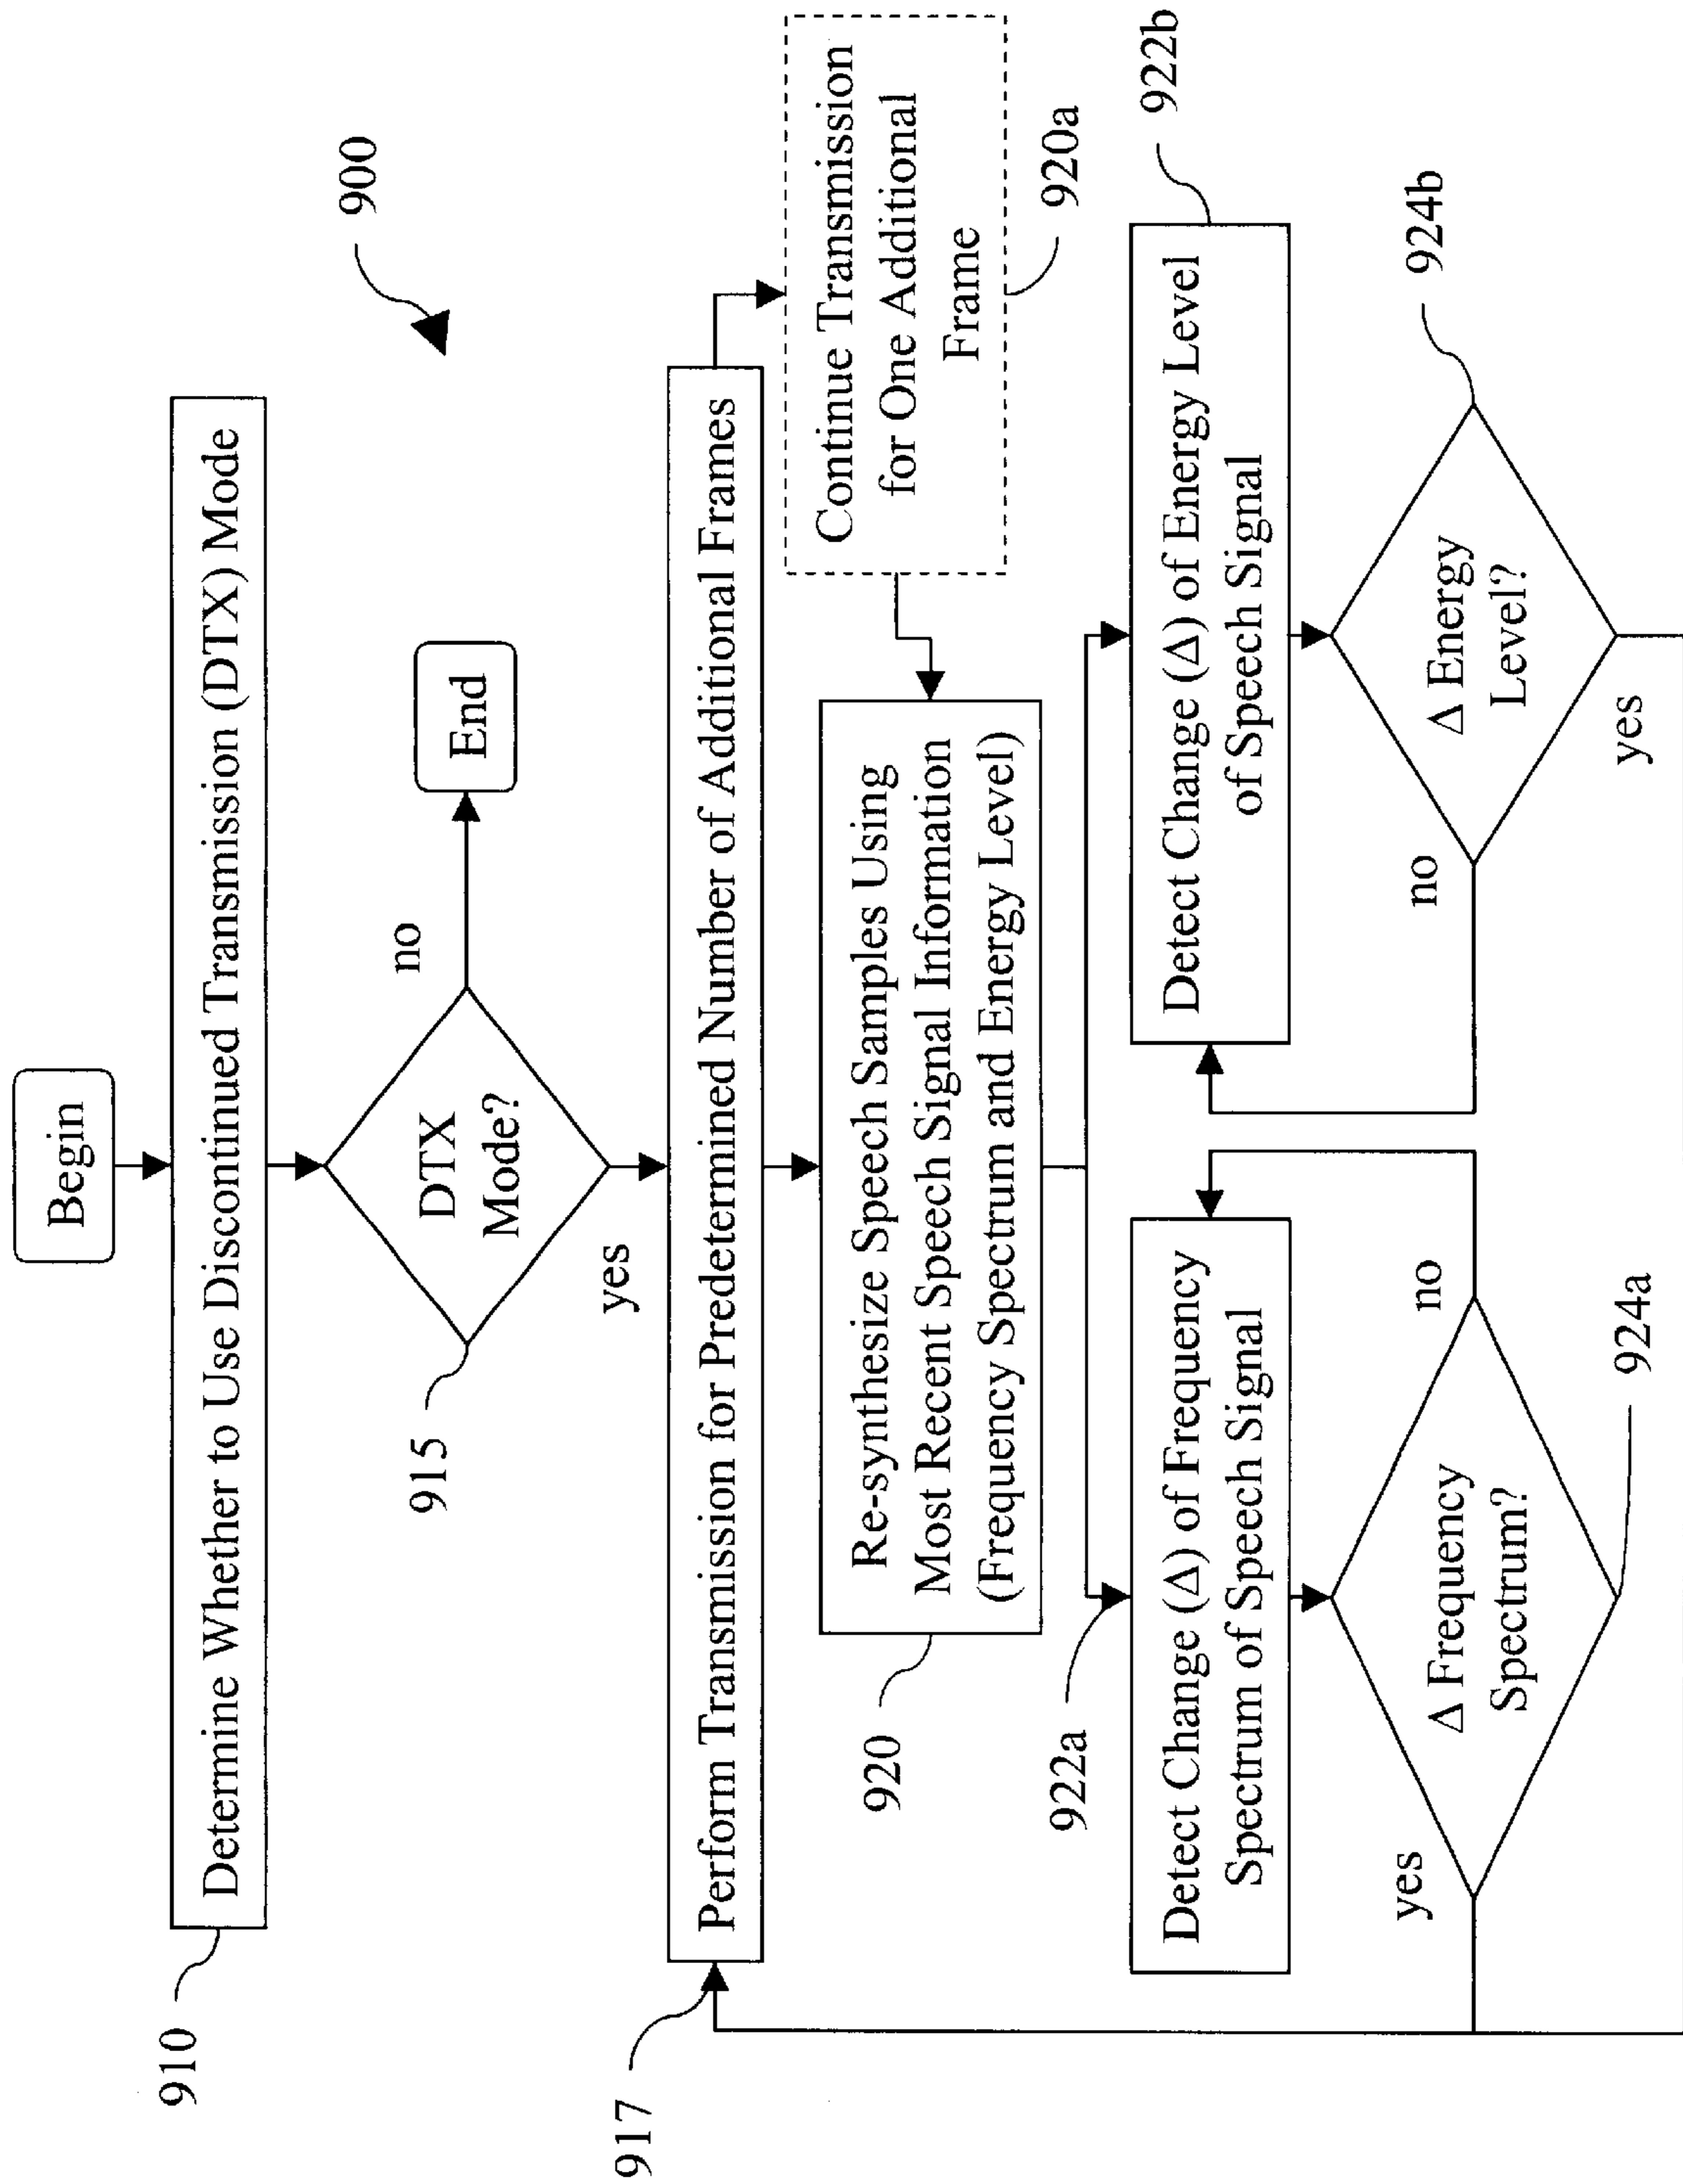 Begin
910
Determine Whether to Use Discontinued Transmission (DTX) Mode
900
915
DTX
Mode?
no
End
yes
917
Perform Transmission for Predetermined Number of Additional Frames
Continue Transmission
for One Additional
Frame
920a
920
Re-synthesize Speech Samples Using
Most Recent Speech Signal Information
(Frequency Spectrum and Energy Level)
922a
Detect Change (Δ) of Frequency
Spectrum of Speech Signal
922b
Detect Change (Δ) of Energy Level
of Speech Signal
yes
Δ Frequency
Spectrum?
no
924a
no
Δ Energy
Level?
924b
yes